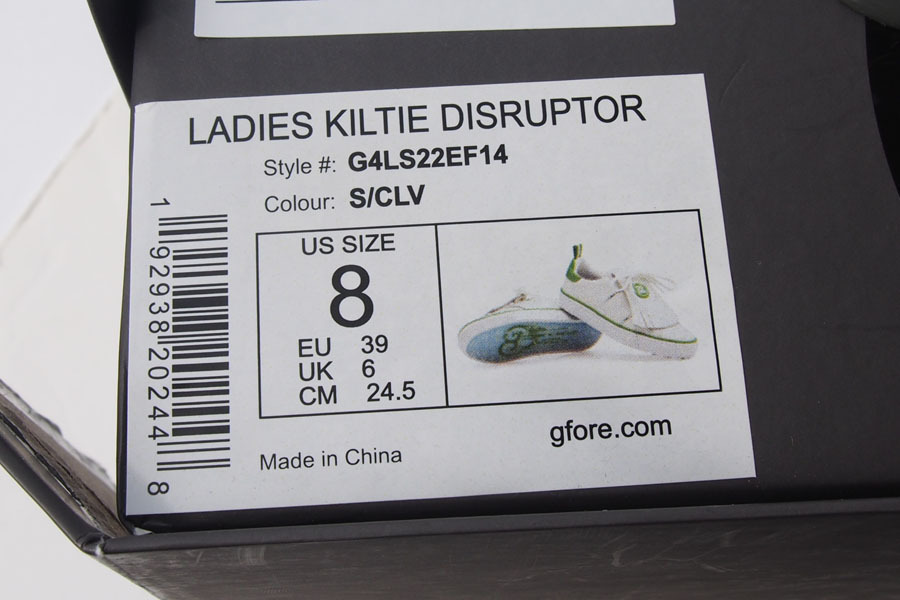 LADIES KILTIE DISRUPTOR
Style #: G4LS22EF14
Colour: S/CLV
US SIZE
8
EU 39
UK 6
CM 24.5
gfore.com
Made in China
1 92938 20244 8